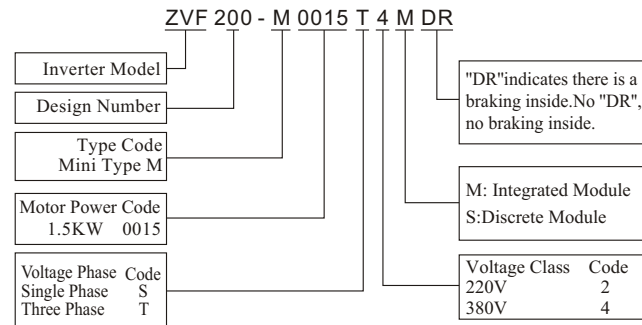 ZVF 200 - M 0015 T 4 M DR
Inverter Model
Design Number
Type Code
Mini Type M
Motor Power Code
1.5KW 0015
Voltage Phase Code
Single Phase S
Three Phase T
"DR"indicates there is a
braking inside.No "DR",
no braking inside.
M: Integrated Module
S:Discrete Module
Voltage Class Code
220V 2
380V 4